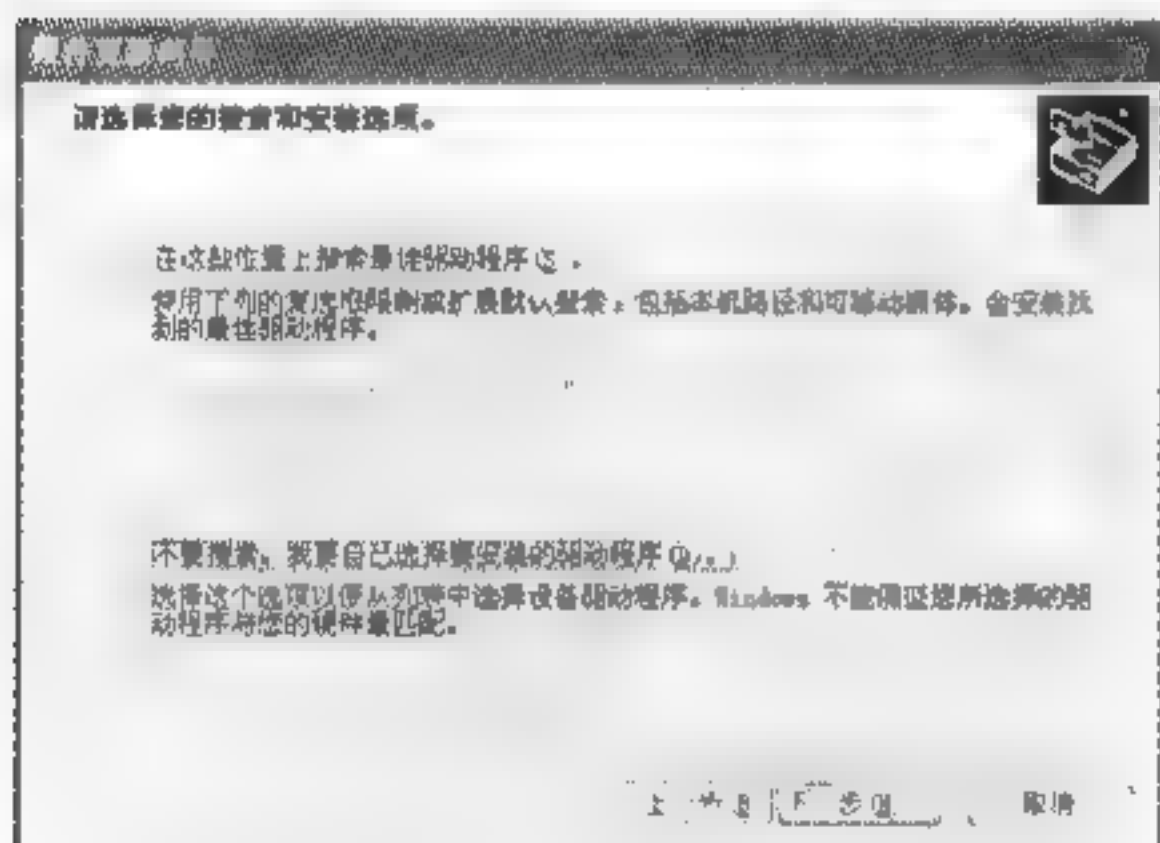 请选择您的搜索和安装选项。
在这些位置上搜索最佳驱动程序(S)。
使用下列的复选框限制或扩展默认搜索，包括本机路径和可移动媒体。会安装找
到的最佳驱动程序。
不要搜索。我要自己选择要安装的驱动程序(D)。
选择这个选项以便从列表中选择设备驱动程序。Windows 不能保证您所选择的驱
动程序与您的硬件最匹配。
上一步(B) 下一步(N) 取消